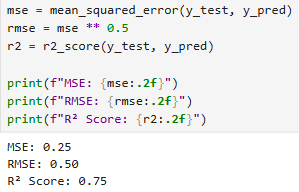 mse = mean_squared_error(y_test, y_pred)
rmse = mse ** 0.5
r2 = r2_score(y_test, y_pred)

print(f"MSE: {mse:.2f}")
print(f"RMSE: {rmse:.2f}")
print(f"R² Score: {r2:.2f}")

MSE: 0.25
RMSE: 0.50
R² Score: 0.75